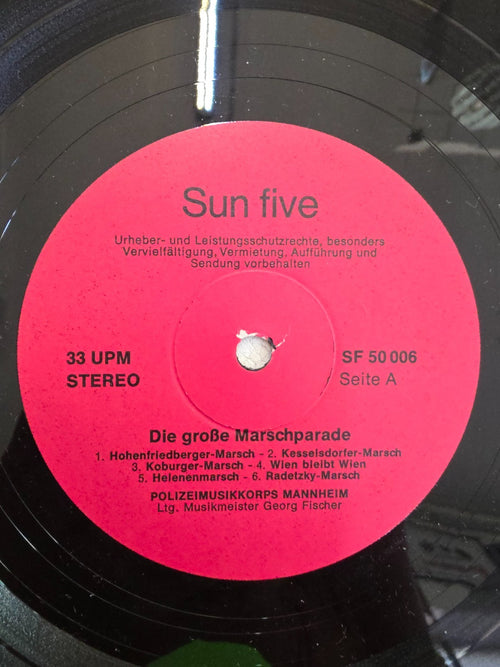 Sun five
Urheber- und Leistungsschutzrechte, besonders
Vervielfältigung, Vermietung, Aufführung und
Sendung vorbehalten
33 UPM
STEREO
SF 50 006
Seite A
Die große Marschparade
1. Hohenfriedberger-Marsch - 2. Kesselsdorfer-Marsch
3. Koburger-Marsch - 4. Wien bleibt Wien
5. Helenenmarsch - 6. Radetzky-Marsch
POLIZEIMUSIKKORPS MANNHEIM
Ltg. Musikmeister Georg Fischer